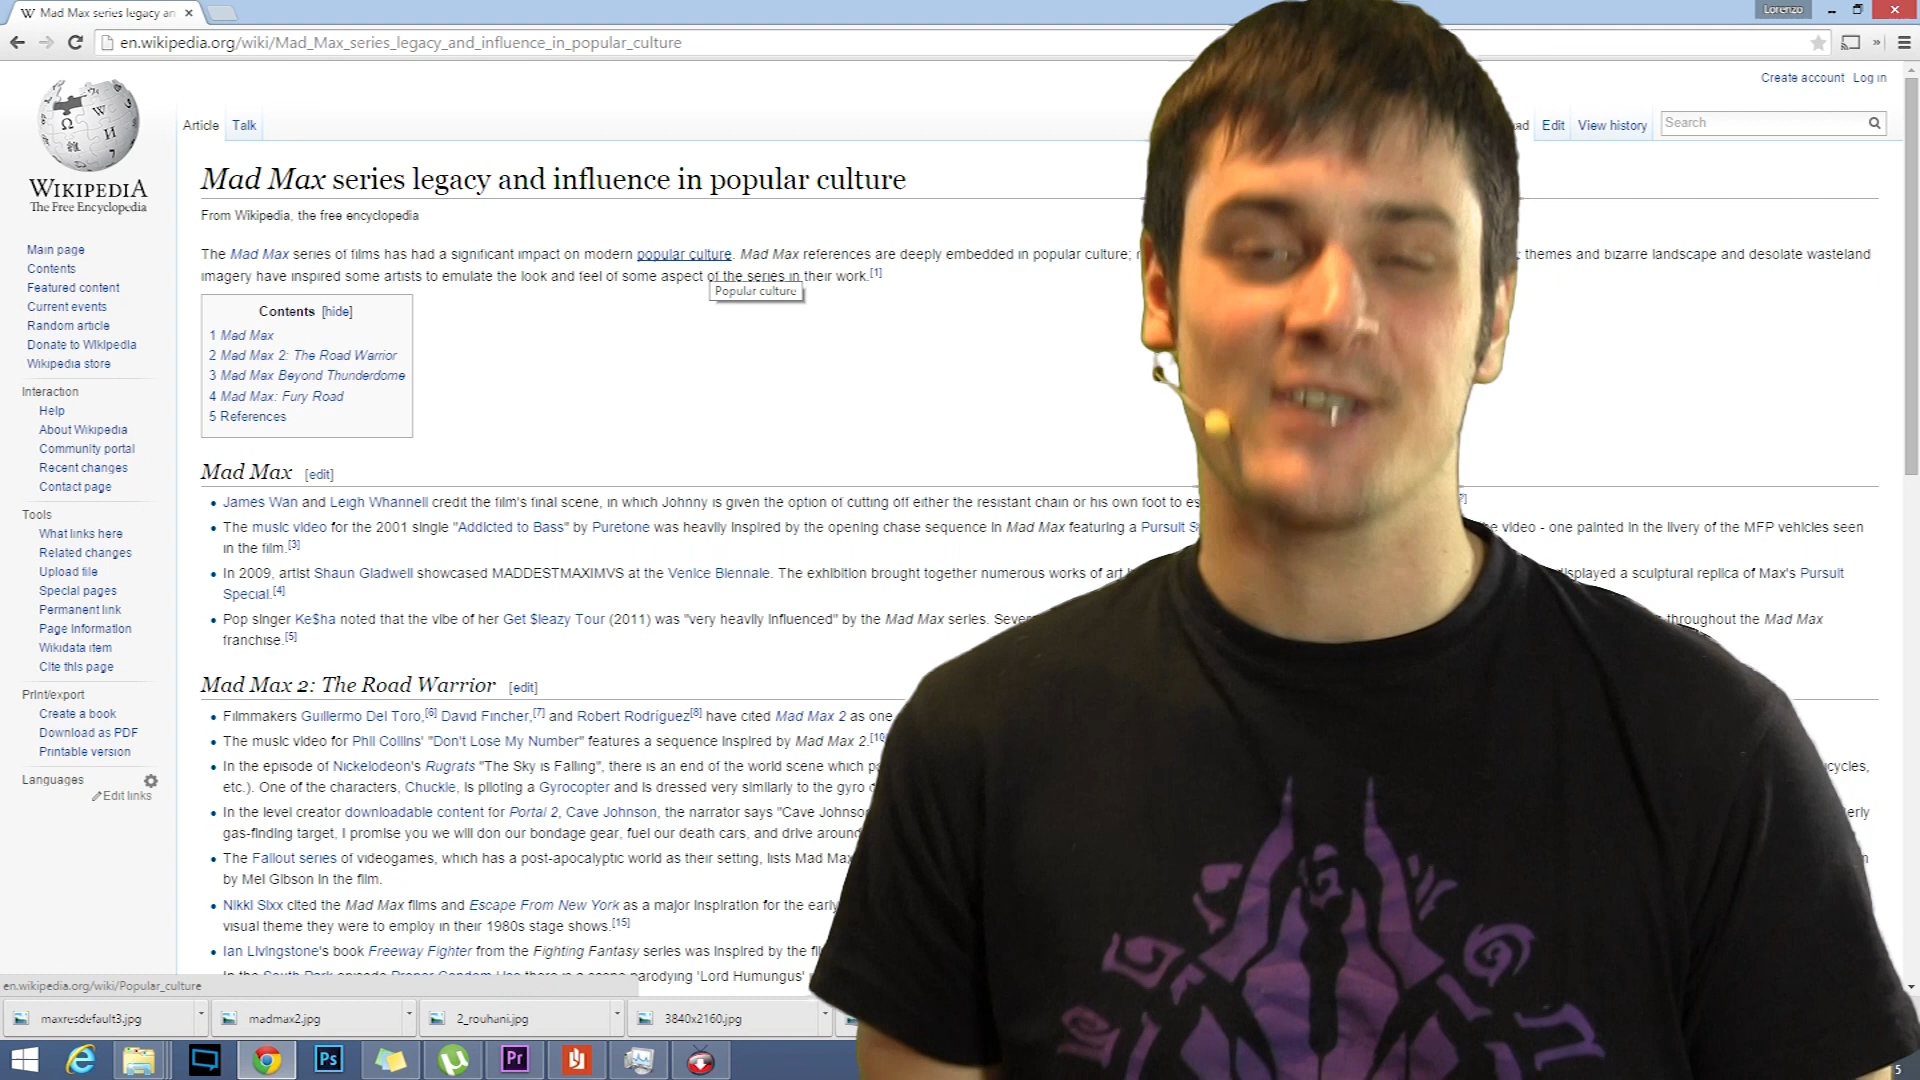 Mad Max series legacy an
Lorenzo
en.wikipedia.org/wiki/Mad_Max_series_legacy_and_influence_in_popular_culture
Create account Log in
Article Talk
Edit View history Search
WIKIPEDIA
The Free Encyclopedia
Main page
Contents
Featured content
Current events
Random article
Donate to Wikipedia
Wikipedia store
Interaction
Help
About Wikipedia
Community portal
Recent changes
Contact page
Tools
What links here
Related changes
Upload file
Special pages
Permanent link
Page information
Wikidata item
Cite this page
Print/export
Create a book
Download as PDF
Printable version
Languages
Edit links
Mad Max series legacy and influence in popular culture
From Wikipedia, the free encyclopedia
The Mad Max series of films has had a significant impact on modern popular culture. Mad Max references are deeply embedded in popular culture; themes and bizarre landscape and desolate wasteland
imagery have inspired some artists to emulate the look and feel of some aspect of the series in their work.[1]
Popular culture
Contents [hide]
1 Mad Max
2 Mad Max 2: The Road Warrior
3 Mad Max Beyond Thunderdome
4 Mad Max: Fury Road
5 References
Mad Max [edit]
James Wan and Leigh Whannell credit the film's final scene, in which Johnny is given the option of cutting off either the resistant chain or his own foot to
The music video for the 2001 single "Addicted to Bass" by Puretone was heavily inspired by the opening chase sequence in Mad Max featuring a Pursuit video - one painted in the livery of the MFP vehicles seen
in the film.[3]
In 2009, artist Shaun Gladwell showcased MADDESTMAXIMVS at the Venice Biennale. The exhibition brought together numerous works of art displayed a sculptural replica of Max's Pursuit
Special.[4]
Pop singer Ke$ha noted that the vibe of her Get $leazy Tour (2011) was "very heavily influenced" by the Mad Max series. throughout the Mad Max
franchise.[5]
Mad Max 2: The Road Warrior [edit]
Filmmakers Guillermo Del Toro,[6] David Fincher,[7] and Robert Rodriguez[8] have cited Mad Max 2 as one
The music video for Phil Collins' "Don't Lose My Number" features a sequence inspired by Mad Max 2.[10
In the episode of Nickelodeon's Rugrats "The Sky is Falling", there is an end of the world scene which cycles,
etc.). One of the characters, Chuckie, is piloting a Gyrocopter and is dressed very similarly to the gyro
In the level creator downloadable content for Portal 2, Cave Johnson, the narrator says "Cave Johnson
gas-finding target, I promise you we will don our bondage gear, fuel our death cars, and drive around
The Fallout series of videogames, which has a post-apocalyptic world as their setting, lists Mad Max
by Mel Gibson in the film.
Nikki Sixx cited the Mad Max films and Escape From New York as a major inspiration for the early
visual theme they were to employ in their 1980s stage shows.[15]
Ian Livingstone's book Freeway Fighter from the Fighting Fantasy series was inspired by the
In the South Park episode Proper Condom Use there is a scene parodying 'Lord Humungus'
en.wikipedia.org/wiki/Popular_culture
maxresdefault3.jpg
madmax2.jpg
2_rouhani.jpg
3840x2160.jpg
Ps
Pr
5